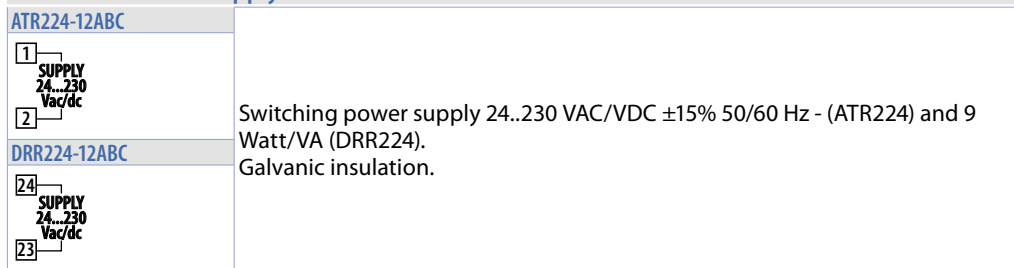 ATR224-12ABC
1
SUPPLY
24...230
Vac/dc
2
Switching power supply 24..230 VAC/VDC ±15% 50/60 Hz - (ATR224) and 9
Watt/VA (DRR224).
Galvanic insulation.
DRR224-12ABC
24
SUPPLY
24...230
Vac/dc
23